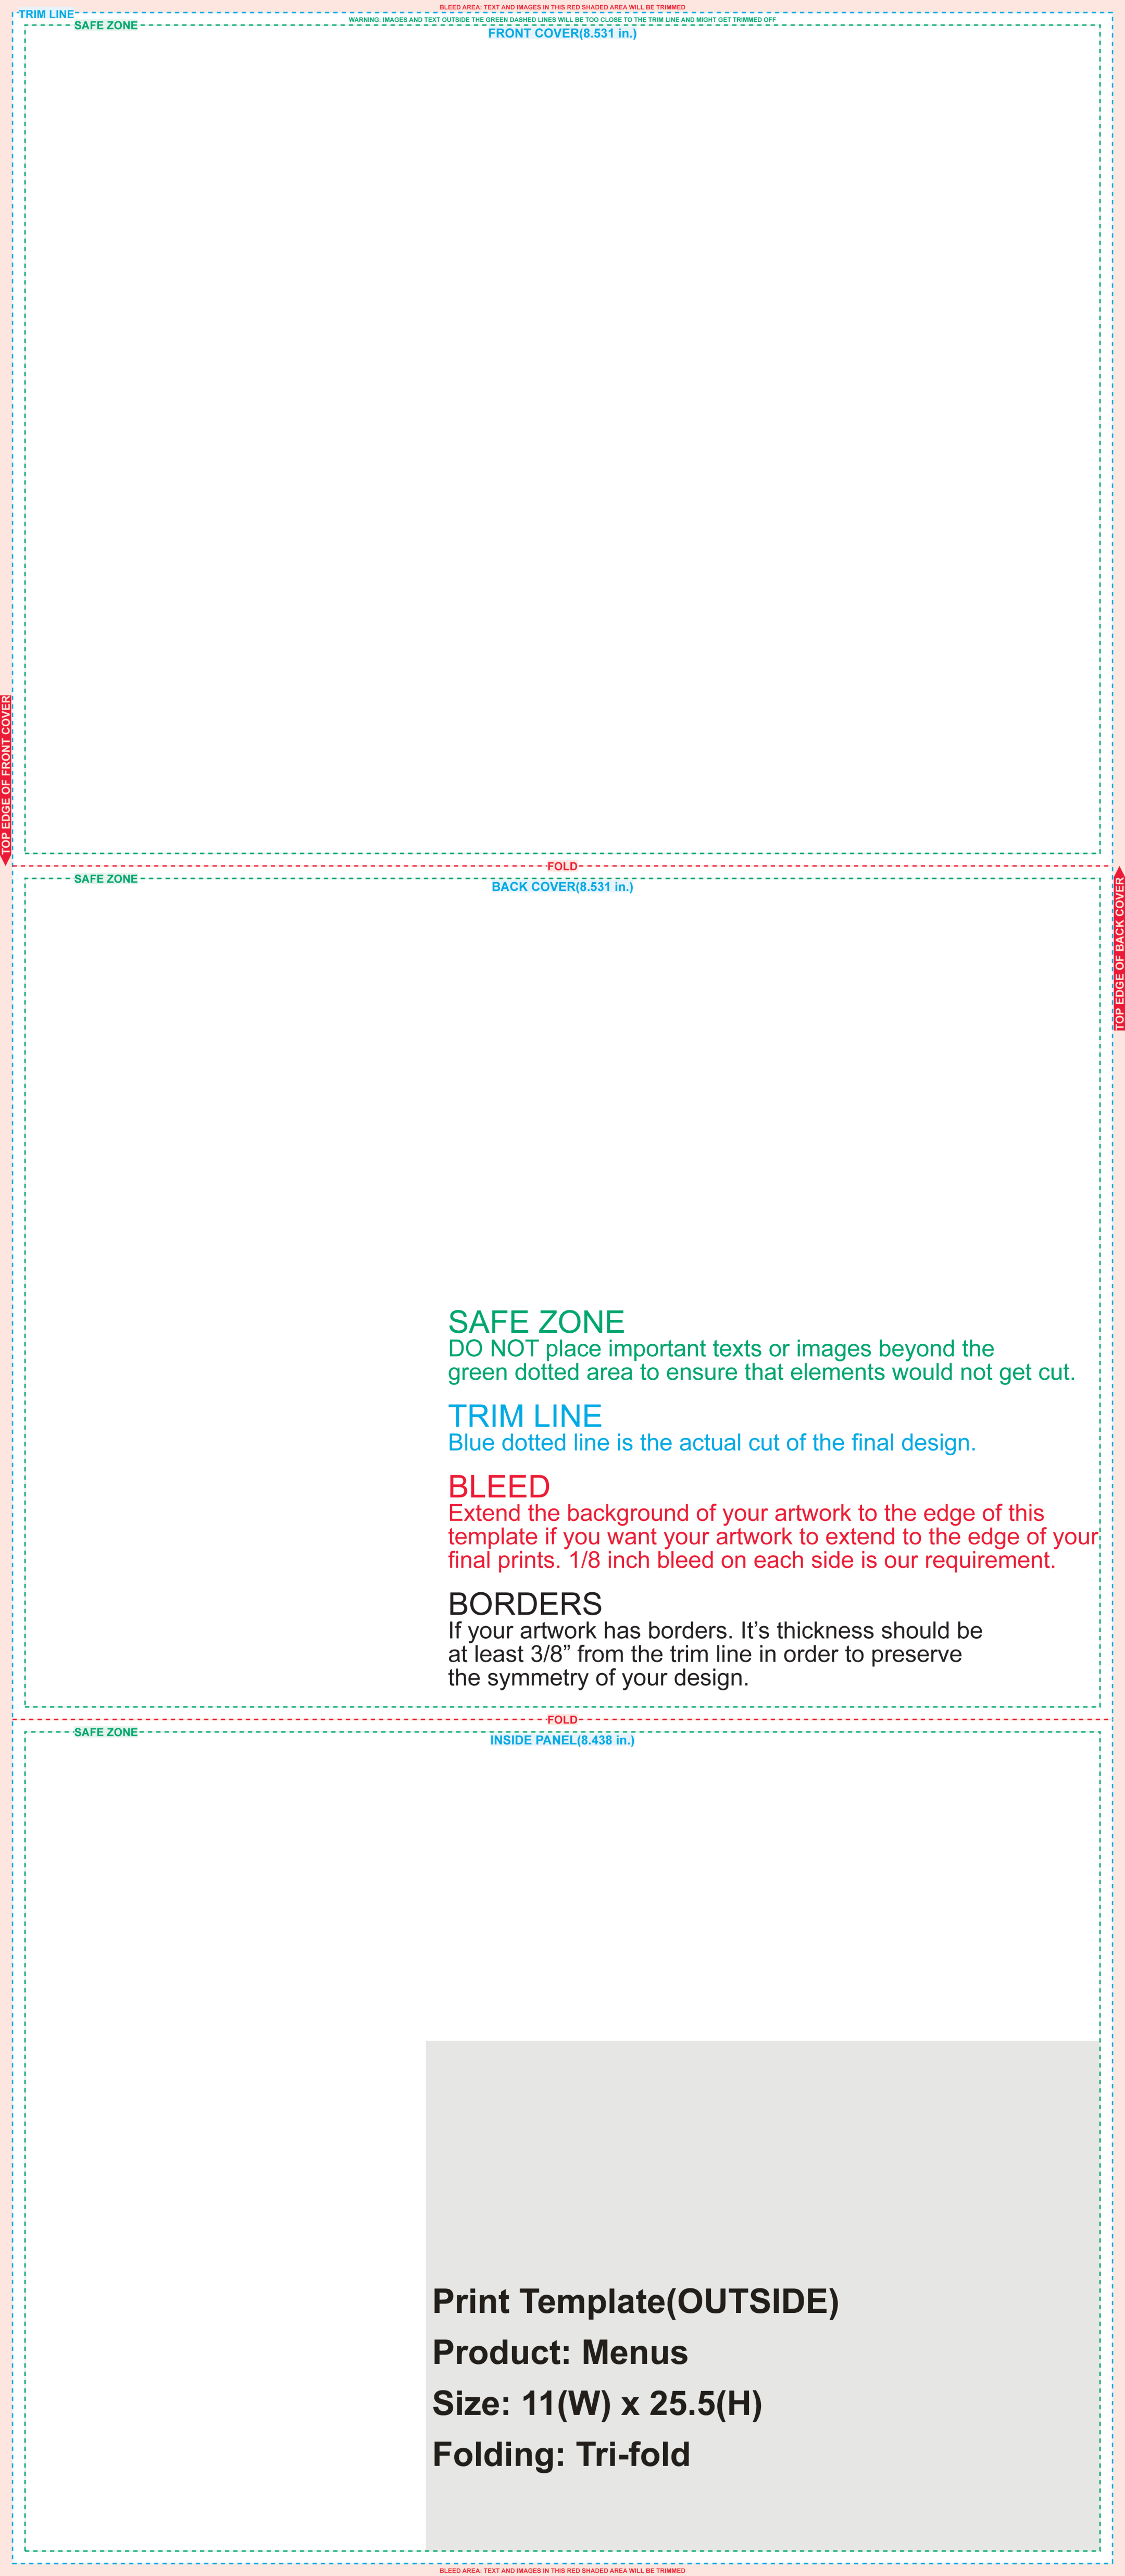 BLEED AREA: TEXT AND IMAGES IN THIS RED SHADED AREA WILL BE TRIMMED
TRIM LINE
WARNING: IMAGES AND TEXT OUTSIDE THE GREEN DASHED LINES WILL BE TOO CLOSE TO THE TRIM LINE AND MIGHT GET TRIMMED OFF
SAFE ZONE
FRONT COVER(8.531 in.)
TOP EDGE OF FRONT COVER
FOLD
SAFE ZONE
BACK COVER(8.531 in.)
TOP EDGE OF BACK COVER
SAFE ZONE
DO NOT place important texts or images beyond the
green dotted area to ensure that elements would not get cut.
TRIM LINE
Blue dotted line is the actual cut of the final design.
BLEED
Extend the background of your artwork to the edge of this
template if you want your artwork to extend to the edge of your
final prints. 1/8 inch bleed on each side is our requirement.
BORDERS
If your artwork has borders. It’s thickness should be
at least 3/8” from the trim line in order to preserve
the symmetry of your design.
FOLD
SAFE ZONE
INSIDE PANEL(8.438 in.)
Print Template(OUTSIDE)
Product: Menus
Size: 11(W) x 25.5(H)
Folding: Tri-fold
BLEED AREA: TEXT AND IMAGES IN THIS RED SHADED AREA WILL BE TRIMMED